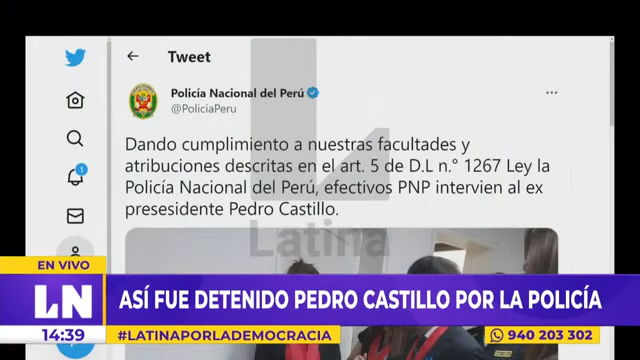 Tweet
Policía Nacional del Perú
@PoliciaPeru
Dando cumplimiento a nuestras facultades y
atribuciones descritas en el art. 5 de D.L n.° 1267 Ley la
Policía Nacional del Perú, efectivos PNP intervien al ex
presesidente Pedro Castillo.
1
Latina
EN VIVO
LN
ASÍ FUE DETENIDO PEDRO CASTILLO POR LA POLICÍA
14:39
#LATINAPORLADEMOCRACIA
940 203 302